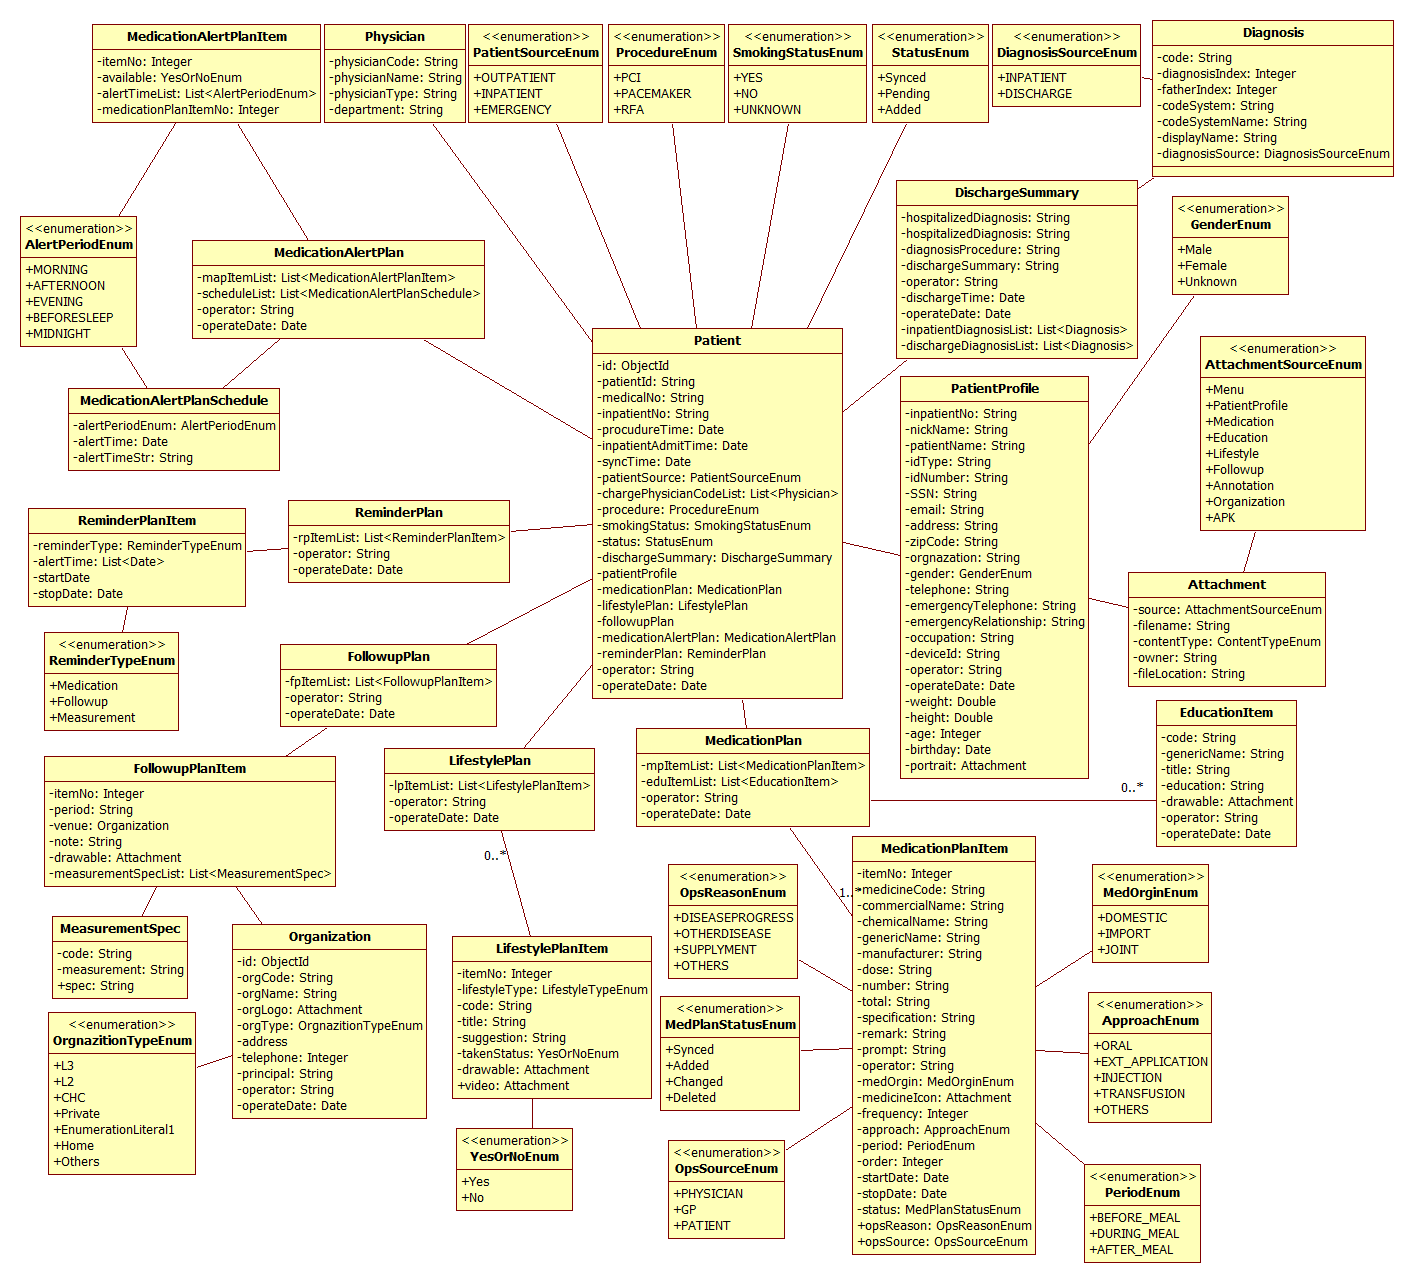 MedicationAlertPlanItem
-itemNo: Integer
-available: YesOrNoEnum
-alertTimeList: List<AlertPeriodEnum>
-medicationPlanItemNo: Integer
Physician
-physicianCode: String
-physicianName: String
-physicianType: String
-department: String
<<enumeration>>
PatientSourceEnum
+OUTPATIENT
+INPATIENT
+EMERGENCY
<<enumeration>>
ProcedureEnum
+PCI
+PACEMAKER
+RFA
<<enumeration>>
SmokingStatusEnum
+YES
+NO
+UNKNOWN
<<enumeration>>
StatusEnum
+Synced
+Pending
+Added
<<enumeration>>
DiagnosisSourceEnum
+INPATIENT
+DISCHARGE
Diagnosis
-code: String
-diagnosisIndex: Integer
-fatherIndex: Integer
-codeSystem: String
-codeSystemName: String
-displayName: String
-diagnosisSource: DiagnosisSourceEnum
<<enumeration>>
AlertPeriodEnum
+MORNING
+AFTERNOON
+EVENING
+BEFORESLEEP
+MIDNIGHT
MedicationAlertPlan
-mapItemList: List<MedicationAlertPlanItem>
-scheduleList: List<MedicationAlertPlanSchedule>
-operator: String
-operateDate: Date
DischargeSummary
-hospitalizedDiagnosis: String
-hospitalizedDiagnosis: String
-diagnosisProcedure: String
-dischargeSummary: String
-operator: String
-dischargeTime: Date
-operateDate: Date
-inpatientDiagnosisList: List<Diagnosis>
-dischargeDiagnosisList: List<Diagnosis>
<<enumeration>>
GenderEnum
+Male
+Female
+Unknown
MedicationAlertPlanSchedule
-alertPeriodEnum: AlertPeriodEnum
-alertTime: Date
-alertTimeStr: String
Patient
-id: ObjectId
-patientId: String
-medicalNo: String
-inpatientNo: String
-procudureTime: Date
-inpatientAdmitTime: Date
-syncTime: Date
-patientSource: PatientSourceEnum
-chargePhysicianCodeList: List<Physician>
-procedure: ProcedureEnum
-smokingStatus: SmokingStatusEnum
-status: StatusEnum
-dischargeSummary: DischargeSummary
-patientProfile
-medicationPlan: MedicationPlan
-lifestylePlan: LifestylePlan
-followupPlan
-medicationAlertPlan: MedicationAlertPlan
-reminderPlan: ReminderPlan
-operator: String
-operateDate: Date
PatientProfile
-inpatientNo: String
-nickName: String
-patientName: String
-idType: String
-idNumber: String
-SSN: String
-email: String
-address: String
-zipCode: String
-orgnazation: String
-gender: GenderEnum
-telephone: String
-emergencyTelephone: String
-emergencyRelationship: String
-occupation: String
-deviceId: String
-operator: String
-operateDate: Date
-weight: Double
-height: Double
-age: Integer
-birthday: Date
-portrait: Attachment
<<enumeration>>
AttachmentSourceEnum
+Menu
+PatientProfile
+Medication
+Education
+Lifestyle
+Followup
+Annotation
+Organization
+APK
ReminderPlanItem
-reminderType: ReminderTypeEnum
-alertTime: List<Date>
-startDate
-stopDate: Date
ReminderPlan
-rpItemList: List<ReminderPlanItem>
-operator: String
-operateDate: Date
Attachment
-source: AttachmentSourceEnum
-filename: String
-contentType: ContentTypeEnum
-owner: String
-fileLocation: String
<<enumeration>>
ReminderTypeEnum
+Medication
+Followup
+Measurement
FollowupPlan
-fpItemList: List<FollowupPlanItem>
-operator: String
-operateDate: Date
FollowupPlanItem
-itemNo: Integer
-period: String
-venue: Organization
-note: String
-drawable: Attachment
-measurementSpecList: List<MeasurementSpec>
LifestylePlan
-lpItemList: List<LifestylePlanItem>
-operator: String
-operateDate: Date
0..*
MedicationPlan
-mpItemList: List<MedicationPlanItem>
-eduItemList: List<EducationItem>
-operator: String
-operateDate: Date
0..*
1..*
EducationItem
-code: String
-genericName: String
-title: String
-education: String
-drawable: Attachment
-operator: String
-operateDate: Date
MeasurementSpec
-code: String
-measurement: String
+spec: String
Organization
-id: ObjectId
-orgCode: String
-orgName: String
-orgLogo: Attachment
-orgType: OrgnazitionTypeEnum
-address
-telephone: Integer
-principal: String
-operator: String
-operateDate: Date
<<enumeration>>
OrgnazitionTypeEnum
+L3
+L2
+CHC
+Private
+EnumerationLiteral1
+Home
+Others
LifestylePlanItem
-itemNo: Integer
-lifestyleType: LifestyleTypeEnum
-code: String
-title: String
-suggestion: String
-takenStatus: YesOrNoEnum
-drawable: Attachment
+video: Attachment
<<enumeration>>
YesOrNoEnum
+Yes
+No
<<enumeration>>
OpsReasonEnum
+DISEASEPROGRESS
+OTHERDISEASE
+SUPPLYMENT
+OTHERS
<<enumeration>>
MedPlanStatusEnum
+Synced
+Added
+Changed
+Deleted
<<enumeration>>
OpsSourceEnum
+PHYSICIAN
+GP
+PATIENT
MedicationPlanItem
-itemNo: Integer
-medicineCode: String
-commercialName: String
-chemicalName: String
-genericName: String
-manufacturer: String
-dose: String
-number: String
-total: String
-specification: String
-remark: String
-prompt: String
-operator: String
-medOrgin: MedOrginEnum
-medicineIcon: Attachment
-frequency: Integer
-approach: ApproachEnum
-period: PeriodEnum
-order: Integer
-startDate: Date
-stopDate: Date
-status: MedPlanStatusEnum
+opsReason: OpsReasonEnum
+opsSource: OpsSourceEnum
<<enumeration>>
MedOrginEnum
+DOMESTIC
+IMPORT
+JOINT
<<enumeration>>
ApproachEnum
+ORAL
+EXT_APPLICATION
+INJECTION
+TRANSFUSION
+OTHERS
<<enumeration>>
PeriodEnum
+BEFORE_MEAL
+DURING_MEAL
+AFTER_MEAL